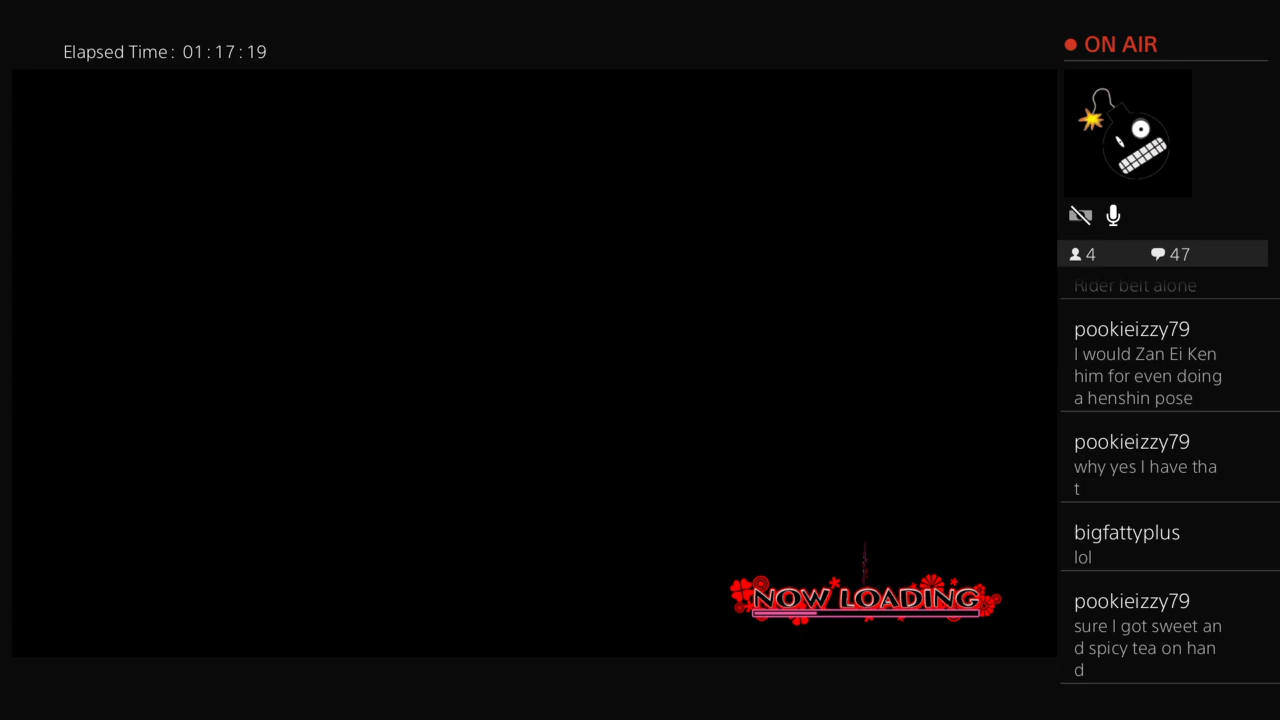 Elapsed Time: 01:17:19
ON AIR
4 47
Rider belt alone
pookieizzy79
I would Zan Ei Ken
him for even doing
a henshin pose
pookieizzy79
why yes I have tha
t
bigfattyplus
lol
pookieizzy79
sure I got sweet an
d spicy tea on han
d
NOW LOADING